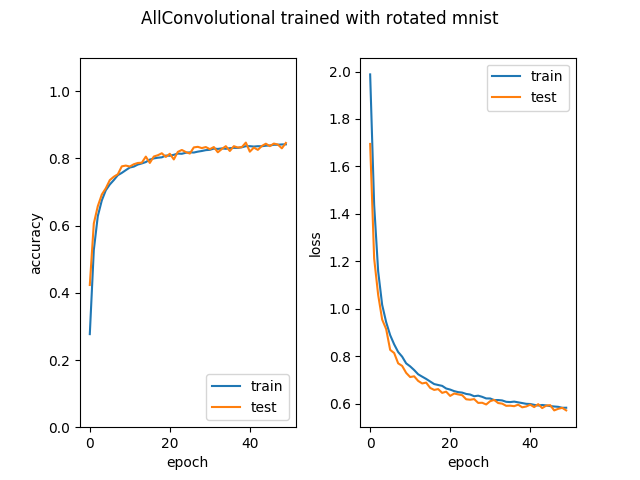 AllConvolutional trained with rotated mnist
accuracy
1.0
0.8
0.6
0.4
0.2
0.0
0
20
40
epoch
train
test
loss
2.0
1.8
1.6
1.4
1.2
1.0
0.8
0.6
0
20
40
epoch
train
test